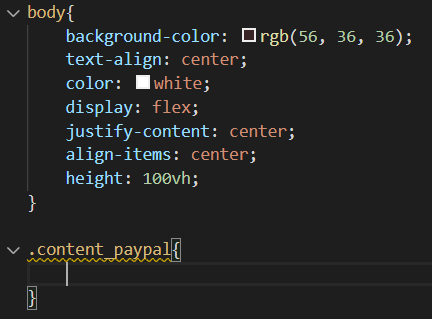 body{
background-color: rgb(56, 36, 36);
text-align: center;
color: white;
display: flex;
justify-content: center;
align-items: center;
height: 100vh;
}
.content_paypal{
}